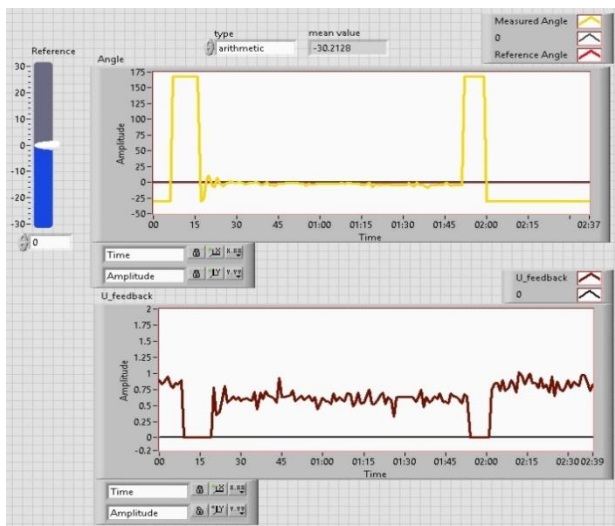 type
mean value
arithmetic
-30.2128
Measured Angle
0
Reference Angle
Reference
30
20
10
0
-10
-20
-30
0
Angle
Amplitude
175
150
125
100
75
50
25
0
-25
-50
00 15 30 45 01:00 01:15 01:30 01:45 02:00 02:15 02:37
Time
Time
Amplitude
U_feedback
0
U_feedback
Amplitude
2
1.75
1.5
1.25
1
0.75
0.5
0.25
0
-0.2
00 15 30 45 01:00 01:15 01:30 01:45 02:00 02:15 02:30 02:39
Time
Time
Amplitude